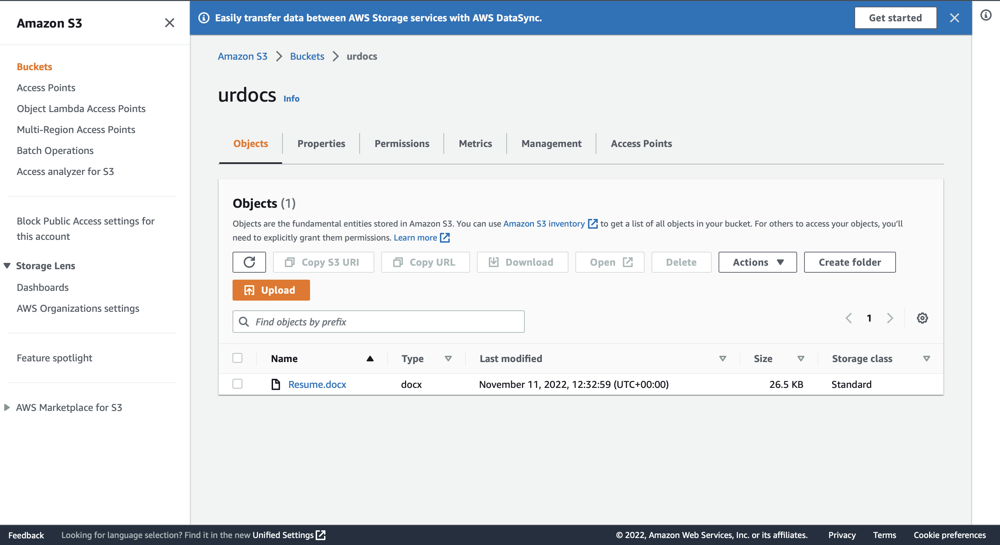 Amazon S3
Buckets
Access Points
Object Lambda Access Points
Multi-Region Access Points
Batch Operations
Access analyzer for S3
Block Public Access settings for
this account
Storage Lens
Dashboards
AWS Organizations settings
Feature spotlight
AWS Marketplace for S3
Easily transfer data between AWS Storage services with AWS DataSync.
Get started
Amazon S3 Buckets urdocs
urdocs Info
Objects Properties Permissions Metrics Management Access Points
Objects (1)
Objects are the fundamental entities stored in Amazon S3. You can use Amazon S3 inventory to get a list of all objects in your bucket. For others to access your objects, you'll
need to explicitly grant them permissions. Learn more
Copy S3 URI Copy URL Download Open Delete Actions Create folder
Upload
Find objects by prefix
1
Name Type Last modified Size Storage class
Resume.docx docx November 11, 2022, 12:32:59 (UTC+00:00) 26.5 KB Standard
Feedback Looking for language selection? Find it in the new Unified Settings © 2022, Amazon Web Services, Inc. or its affiliates. Privacy Terms Cookie preferences